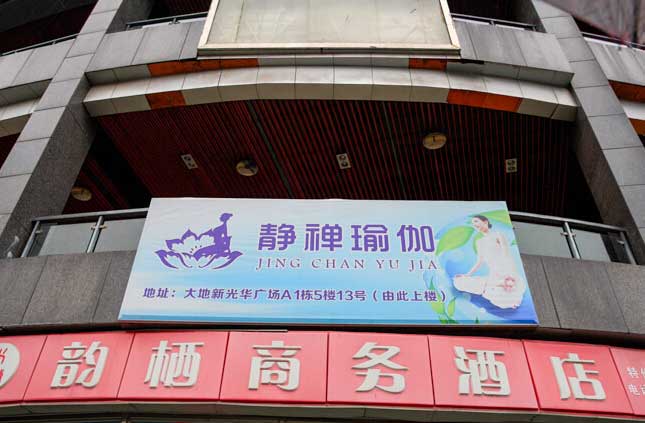 静禅瑜伽
JING CHAN YU JIA
地址：大地新光华广场A1栋5楼13号（由此上楼）
韵栖商务酒店
电